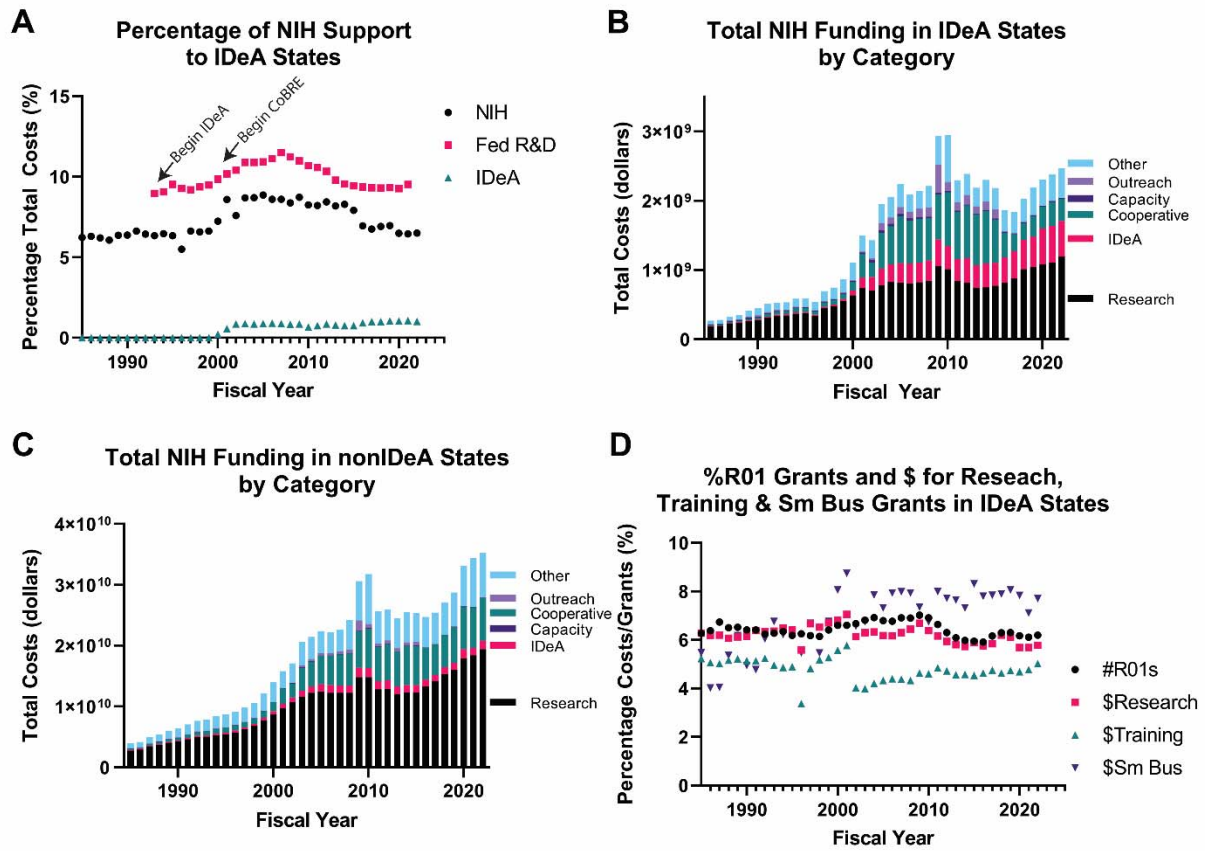 A
Percentage of NIH Support
to IDeA States
Percentage Total Costs (%)
15
10
5
0
Begin IDeA
Begin CoBRE
NIH
Fed R&D
IDeA
1990
2000
2010
2020
Fiscal Year
B
Total NIH Funding in IDeA States
by Category
Total Costs (dollars)
3×10⁹
2×10⁹
1×10⁹
0
Other
Outreach
Capacity
Cooperative
IDeA
Research
1990
2000
2010
2020
Fiscal Year
C
Total NIH Funding in nonIDeA States
by Category
Total Costs (dollars)
4×10¹⁰
3×10¹⁰
2×10¹⁰
1×10¹⁰
0
Other
Outreach
Cooperative
Capacity
IDeA
Research
1990
2000
2010
2020
Fiscal Year
D
%R01 Grants and $ for Reseach,
Training & Sm Bus Grants in IDeA States
Percentage Costs/Grants (%)
10
8
6
4
2
0
#R01s
$Research
$Training
$Sm Bus
1990
2000
2010
2020
Fiscal Year